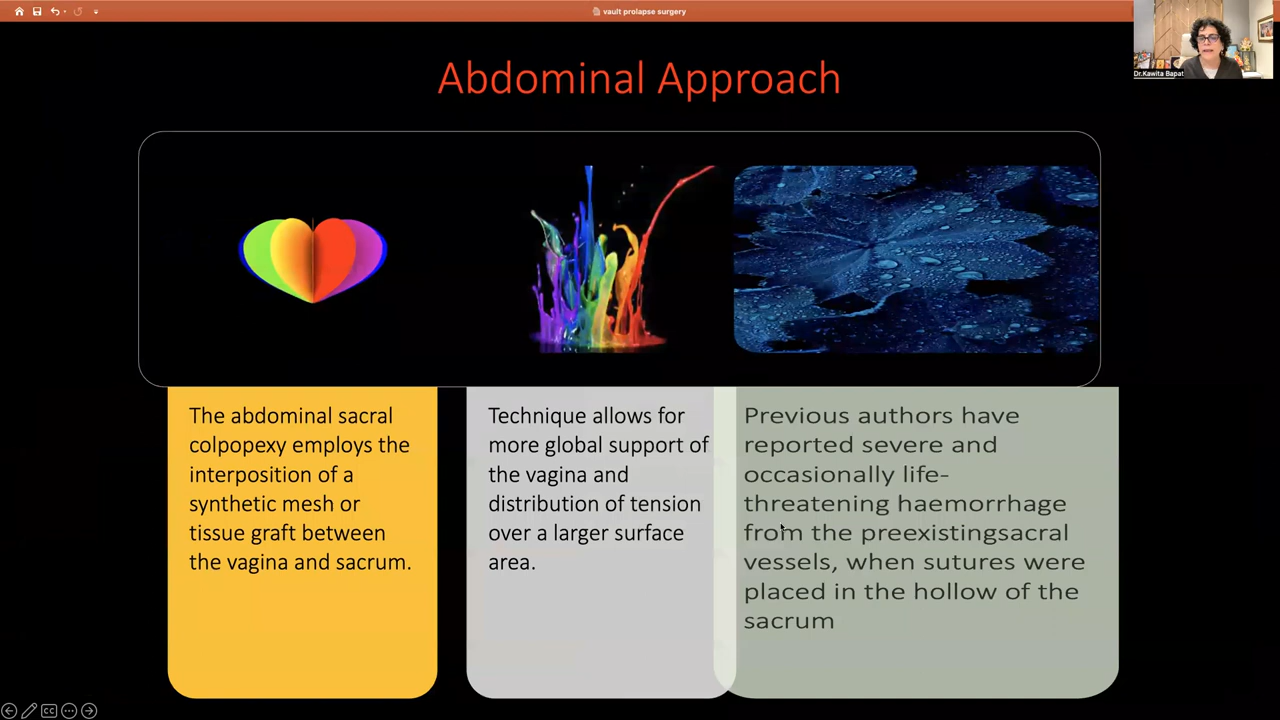 vault prolapse surgery
Dr.Kawita Bapat
Abdominal Approach
The abdominal sacral
colpopexy employs the
interposition of a
synthetic mesh or
tissue graft between
the vagina and sacrum.
Technique allows for
more global support of
the vagina and
distribution of tension
over a larger surface
area.
Previous authors have
reported severe and
occasionally life-
threatening haemorrhage
from the preexistingsacral
vessels, when sutures were
placed in the hollow of the
sacrum
CC